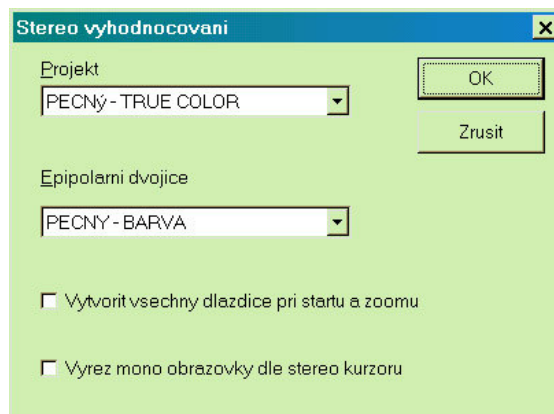 Stereo vyhodnocovani
Projekt
PECNý - TRUE COLOR
OK
Zrusit
Epipolarni dvojice
PECNY - BARVA
Vytvorit vsechny dlazdice pri startu a zoomu
Vyrez mono obrazovky dle stereo kurzoru